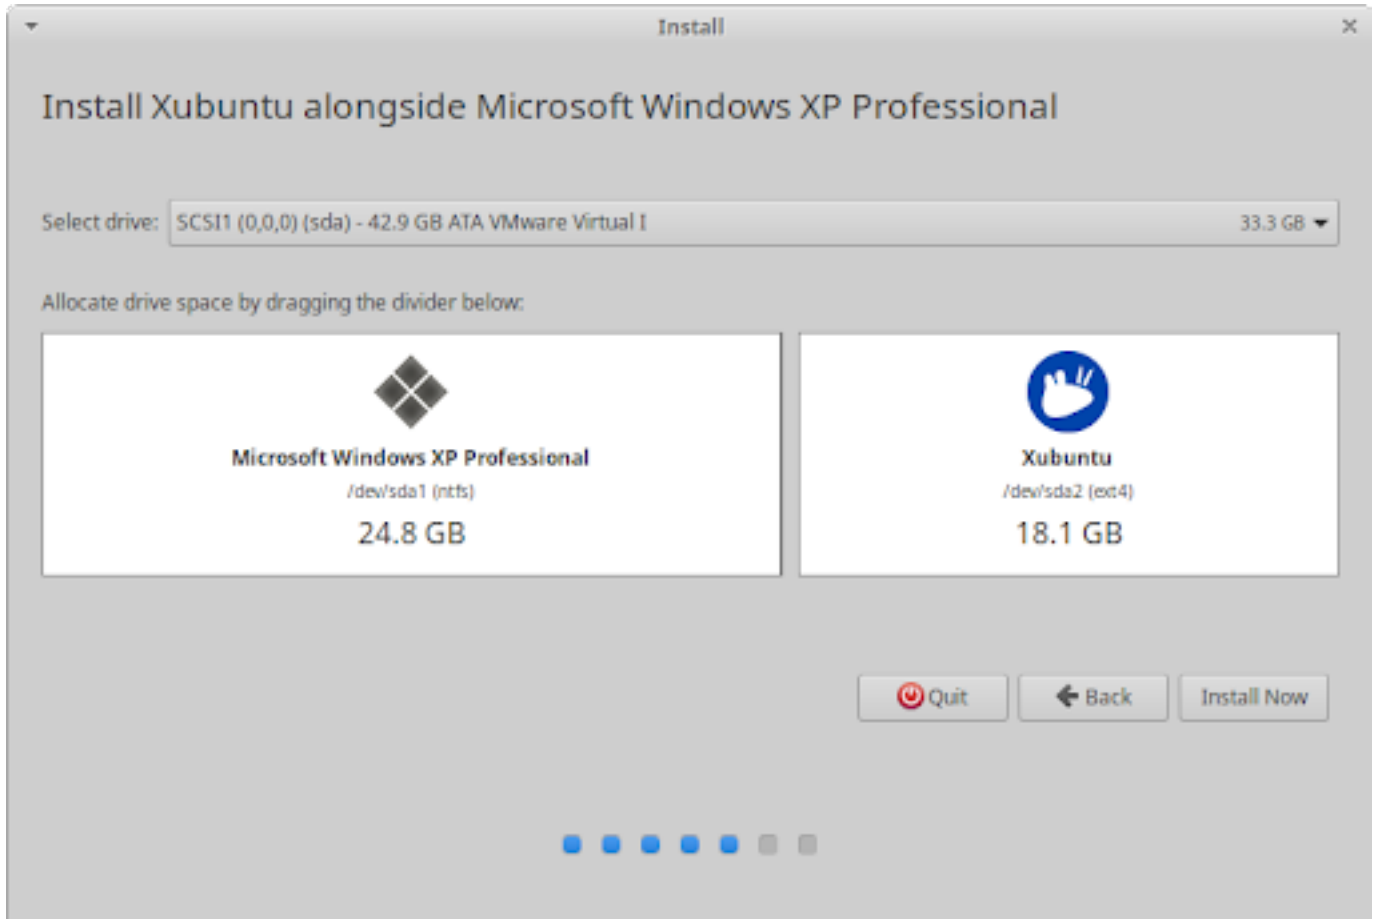 Install
Install Xubuntu alongside Microsoft Windows XP Professional
Select drive: SCSI1 (0,0,0) (sda) - 42.9 GB ATA VMware Virtual I 33.3 GB
Allocate drive space by dragging the divider below:
Microsoft Windows XP Professional
/dev/sda1 (ntfs)
24.8 GB
Xubuntu
/dev/sda2 (ext4)
18.1 GB
Quit Back Install Now